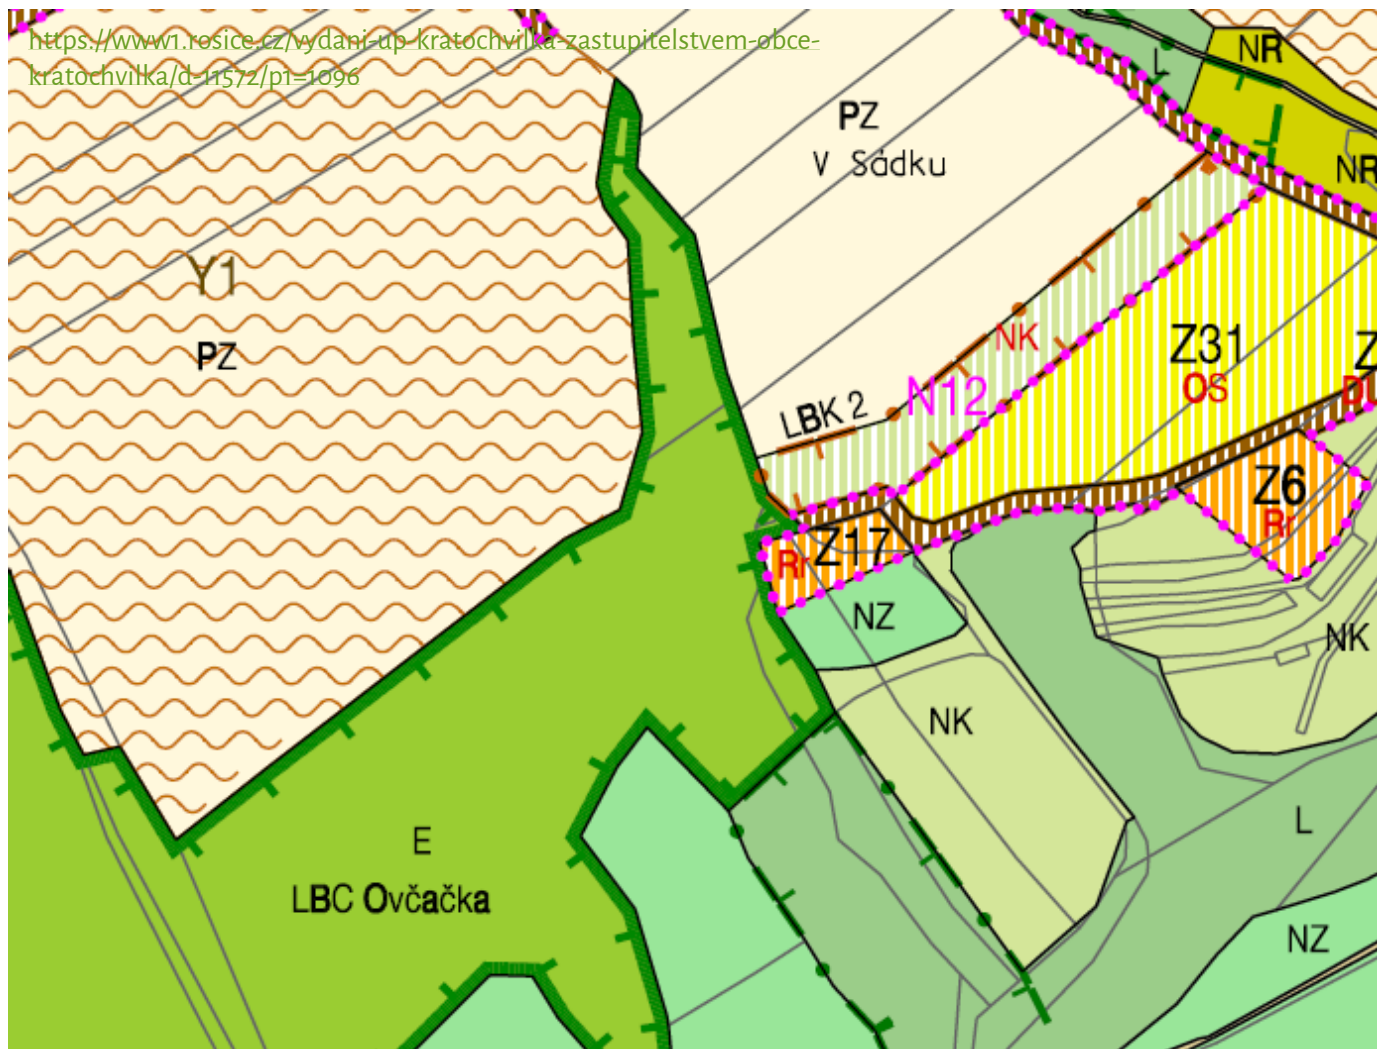 https://www1.rosice.cz/vydani-up-kratochvilka-zastupitelstvem-obce-
kratochvilka/d-11572/p1=1096
L
NR
PZ
V Sádku
NR
Y1
PZ
NK
Z31
OS
N12
LBK 2
Z6
Rr
Z17
Rr
NZ
NK
NK
L
E
LBC Ovčačka
NZ